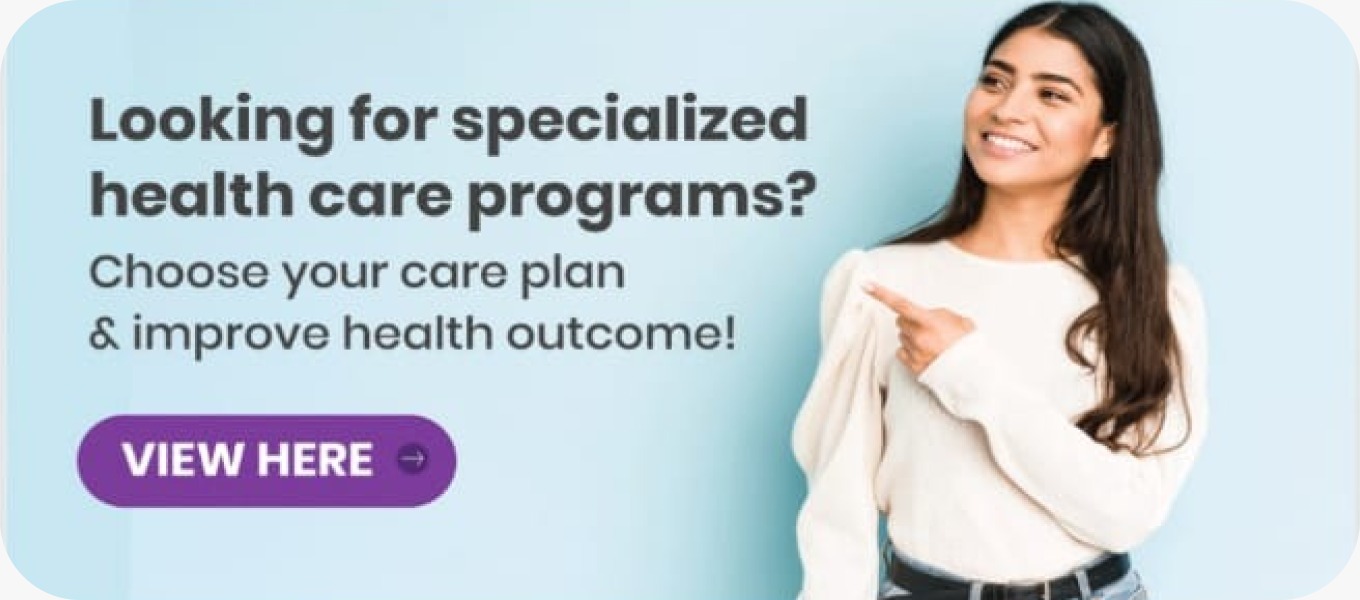 Looking for specialized
health care programs?
Choose your care plan
& improve health outcome!
VIEW HERE